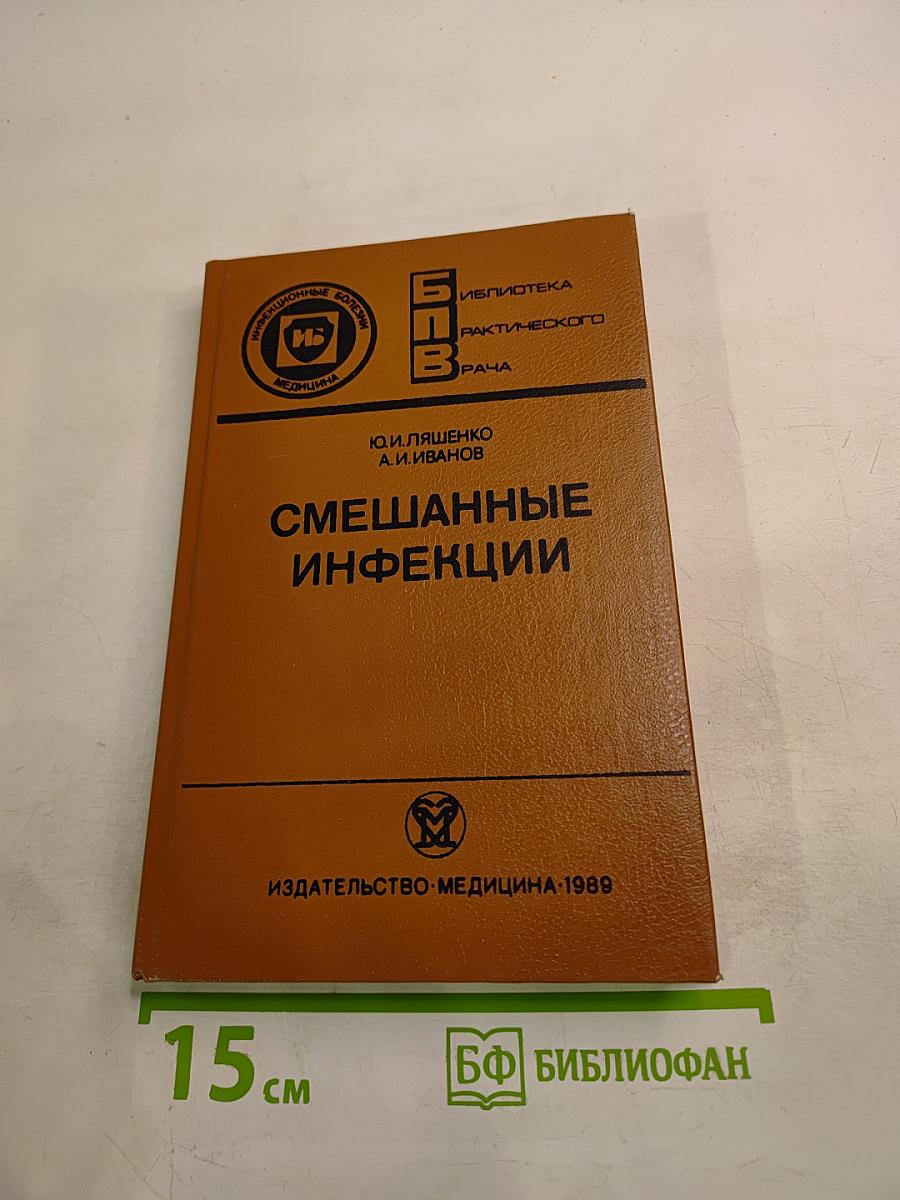 ИНФЕКЦИОННЫЕ БОЛЕЗНИ
ИБ
МЕДИЦИНА
БИБЛИОТЕКА
ПРАКТИЧЕСКОГО
ВРАЧА
Ю.И.ЛЯШЕНКО
А.И.ИВАНОВ
СМЕШАННЫЕ
ИНФЕКЦИИ
М
ИЗДАТЕЛЬСТВО·МЕДИЦИНА·1989
15 см
БФ БИБЛИОФАН